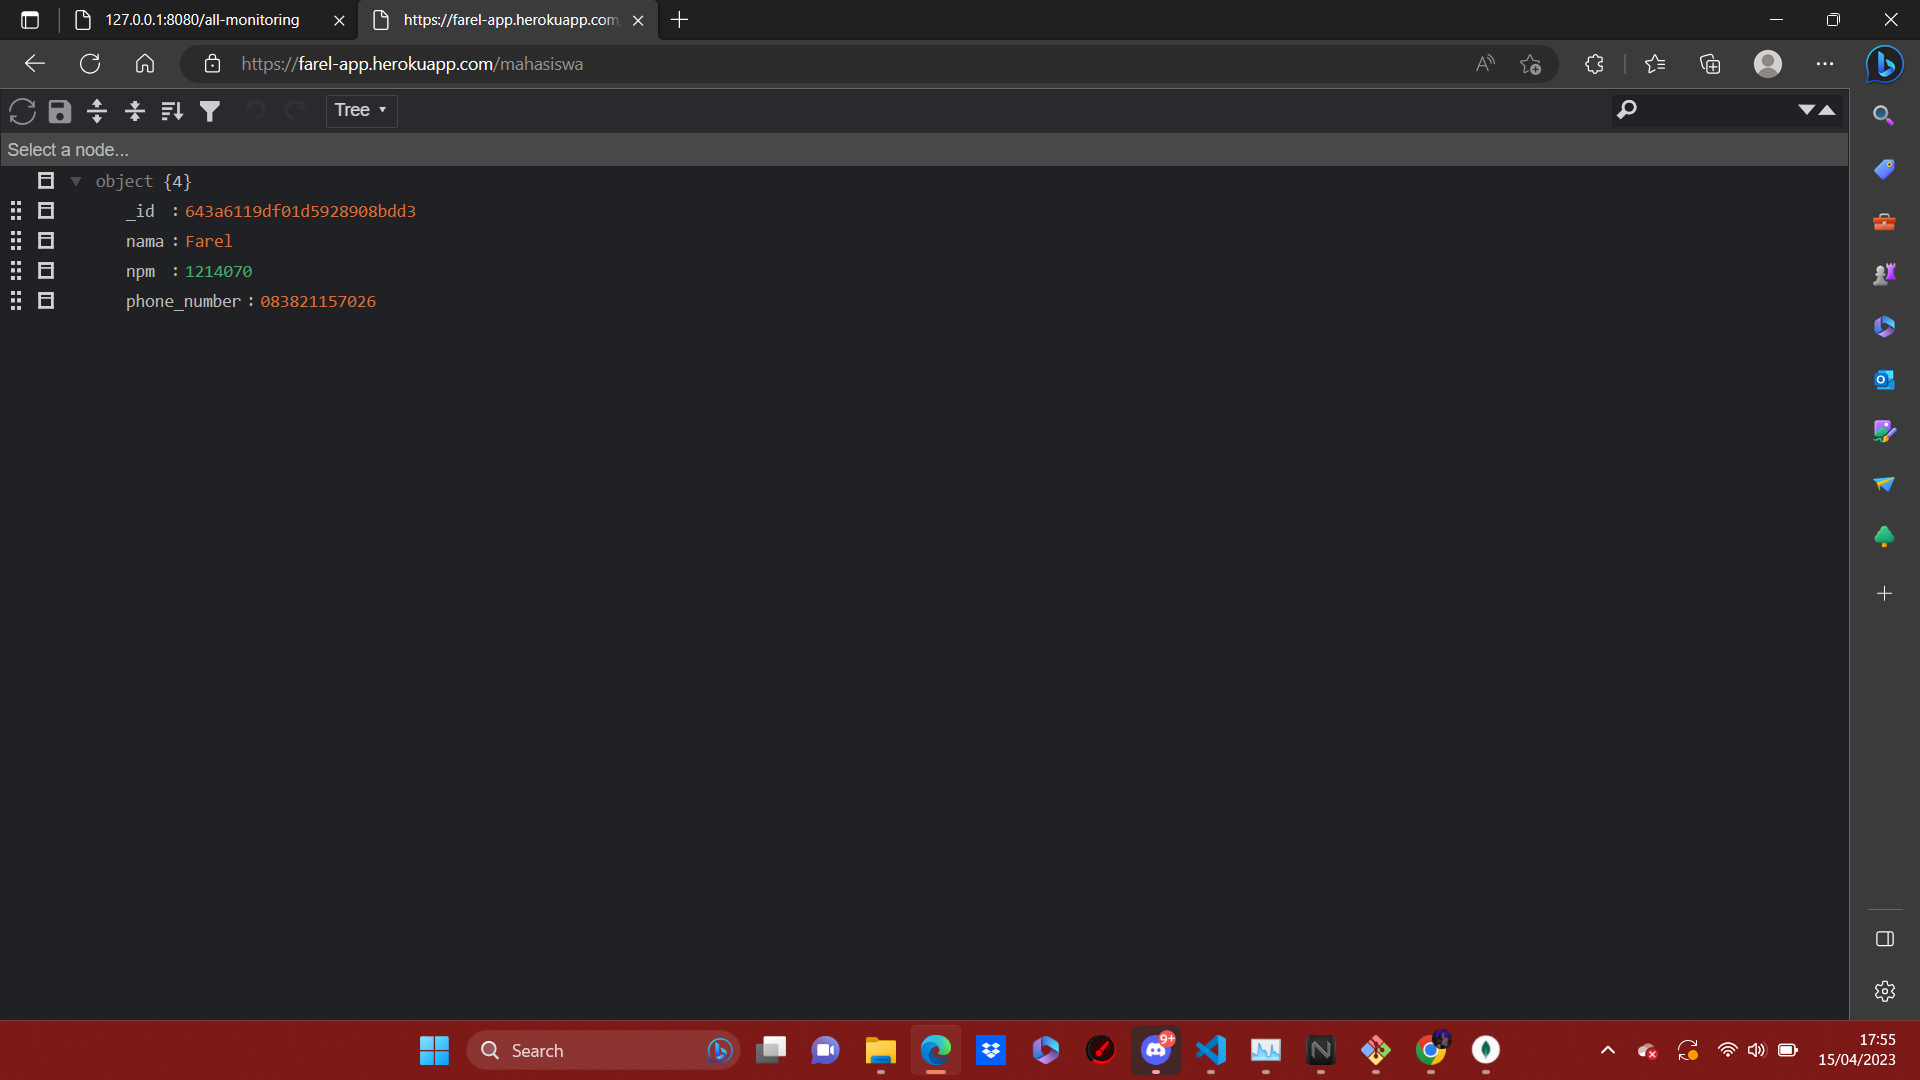 127.0.0.1:8080/all-monitoring
https://farel-app.herokuapp.com
https://farel-app.herokuapp.com/mahasiswa
Tree
Select a node...
object {4}
_id : 643a6119df01d5928908bdd3
nama : Farel
npm : 1214070
phone_number : 083821157026
Search
9+
17:55
15/04/2023